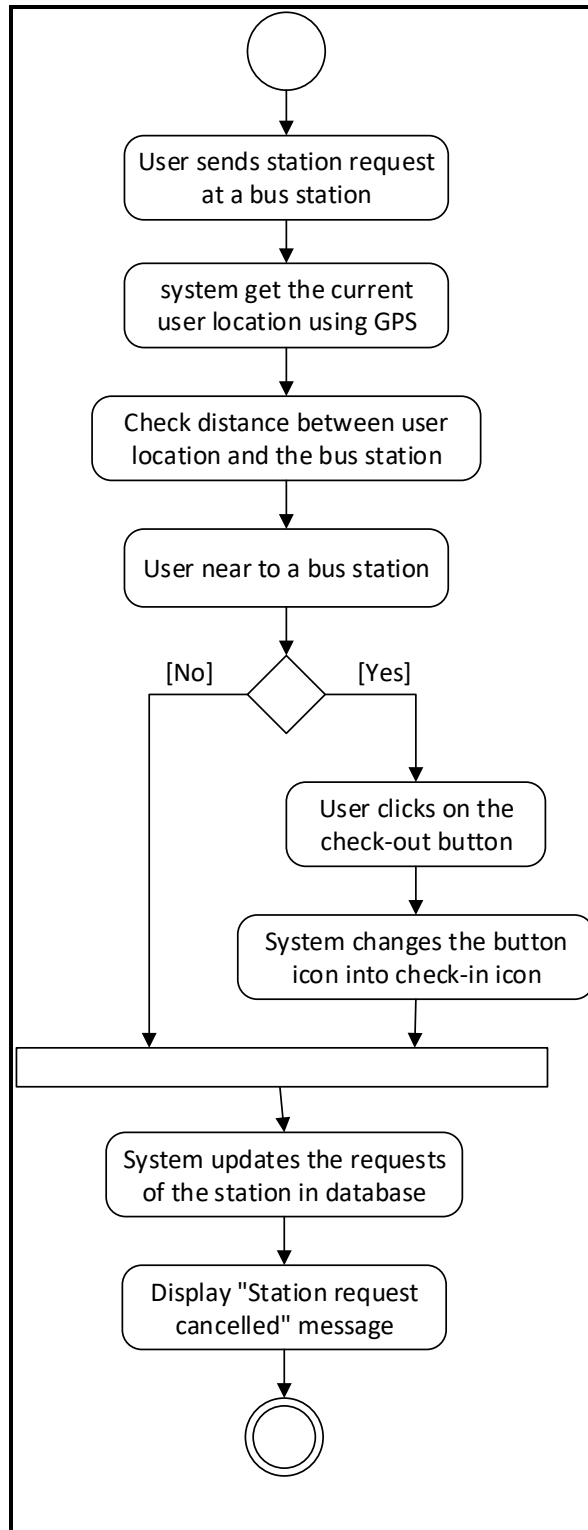 User sends station request
at a bus station
system get the current
user location using GPS
Check distance between user
location and the bus station
User near to a bus station
[No]
[Yes]
User clicks on the
check-out button
System changes the button
icon into check-in icon
System updates the requests
of the station in database
Display "Station request
cancelled" message